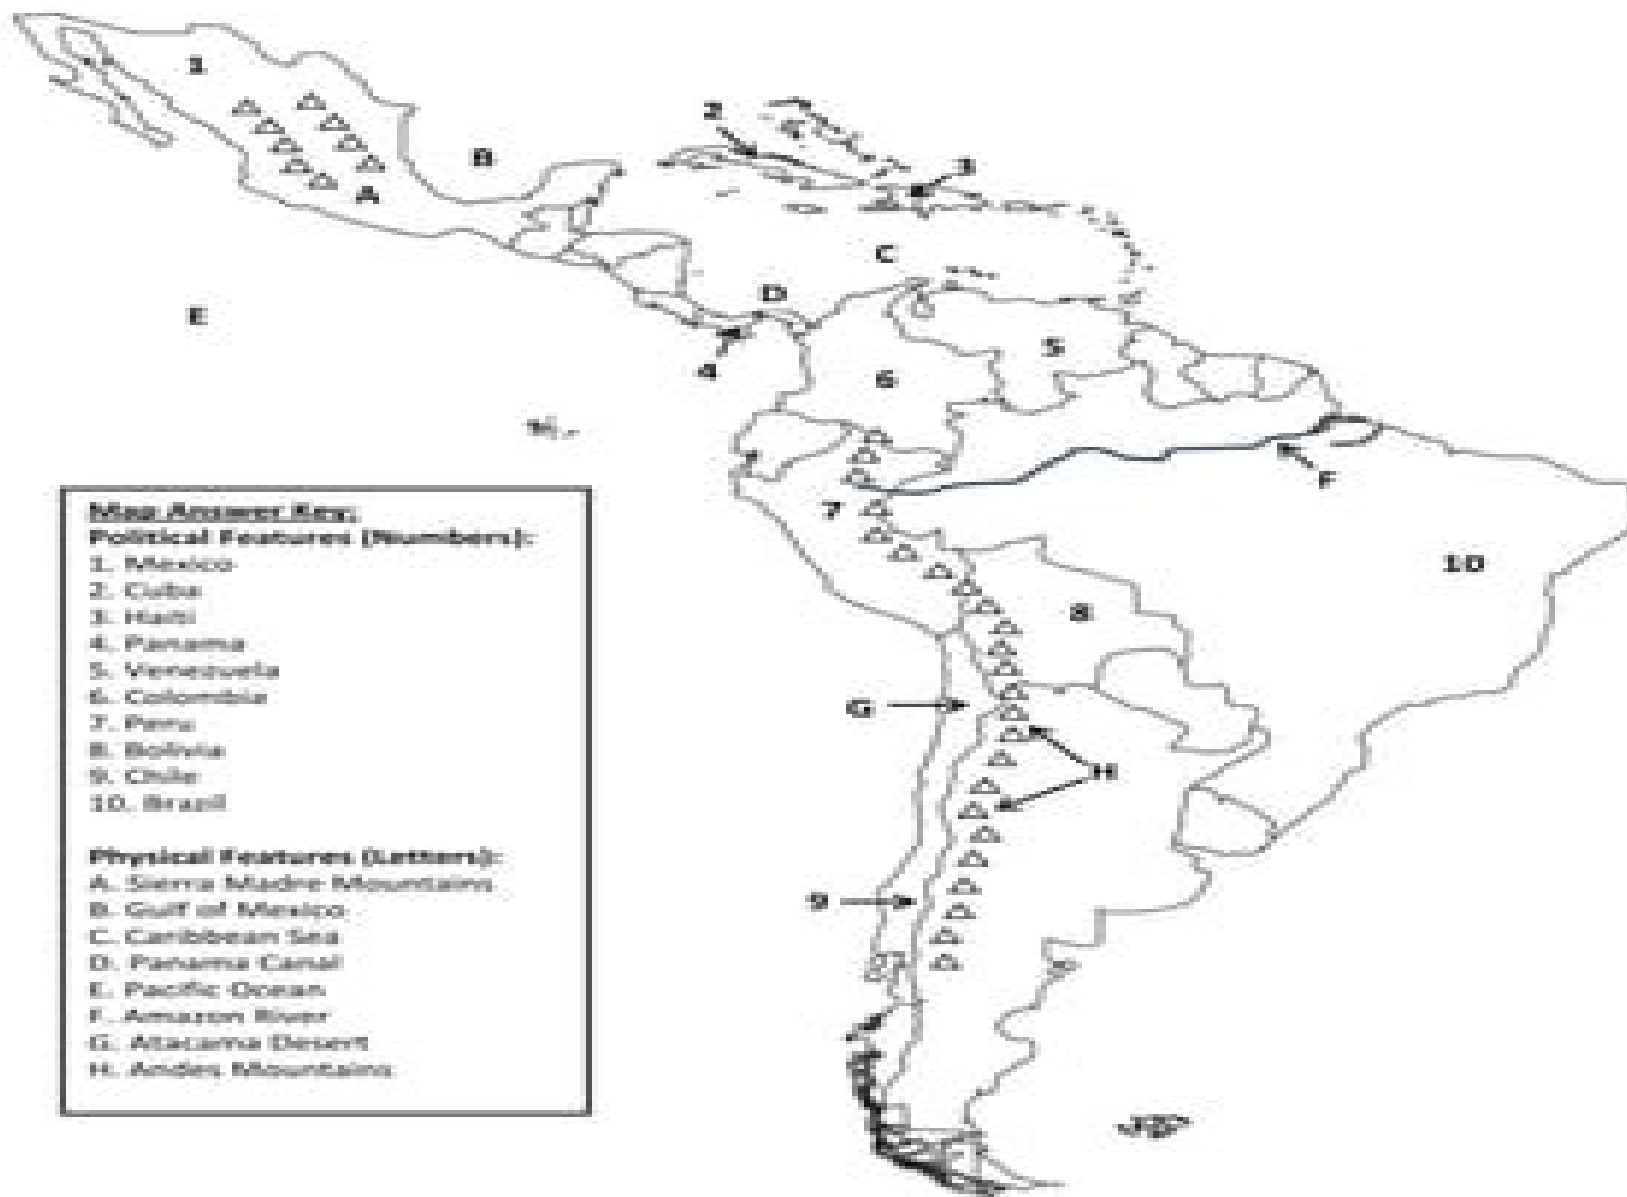 1
2
B
3
A
C
D
E
5
4
6
F
7
10
8
G
H
9
Map Answer Key:
Political Features (Numbers):
1. Mexico
2. Cuba
3. Haiti
4. Panama
5. Venezuela
6. Colombia
7. Peru
8. Bolivia
9. Chile
10. Brazil
Physical Features (Letters):
A. Sierra Madre Mountains
B. Gulf of Mexico
C. Caribbean Sea
D. Panama Canal
E. Pacific Ocean
F. Amazon River
G. Atacama Desert
H. Andes Mountains